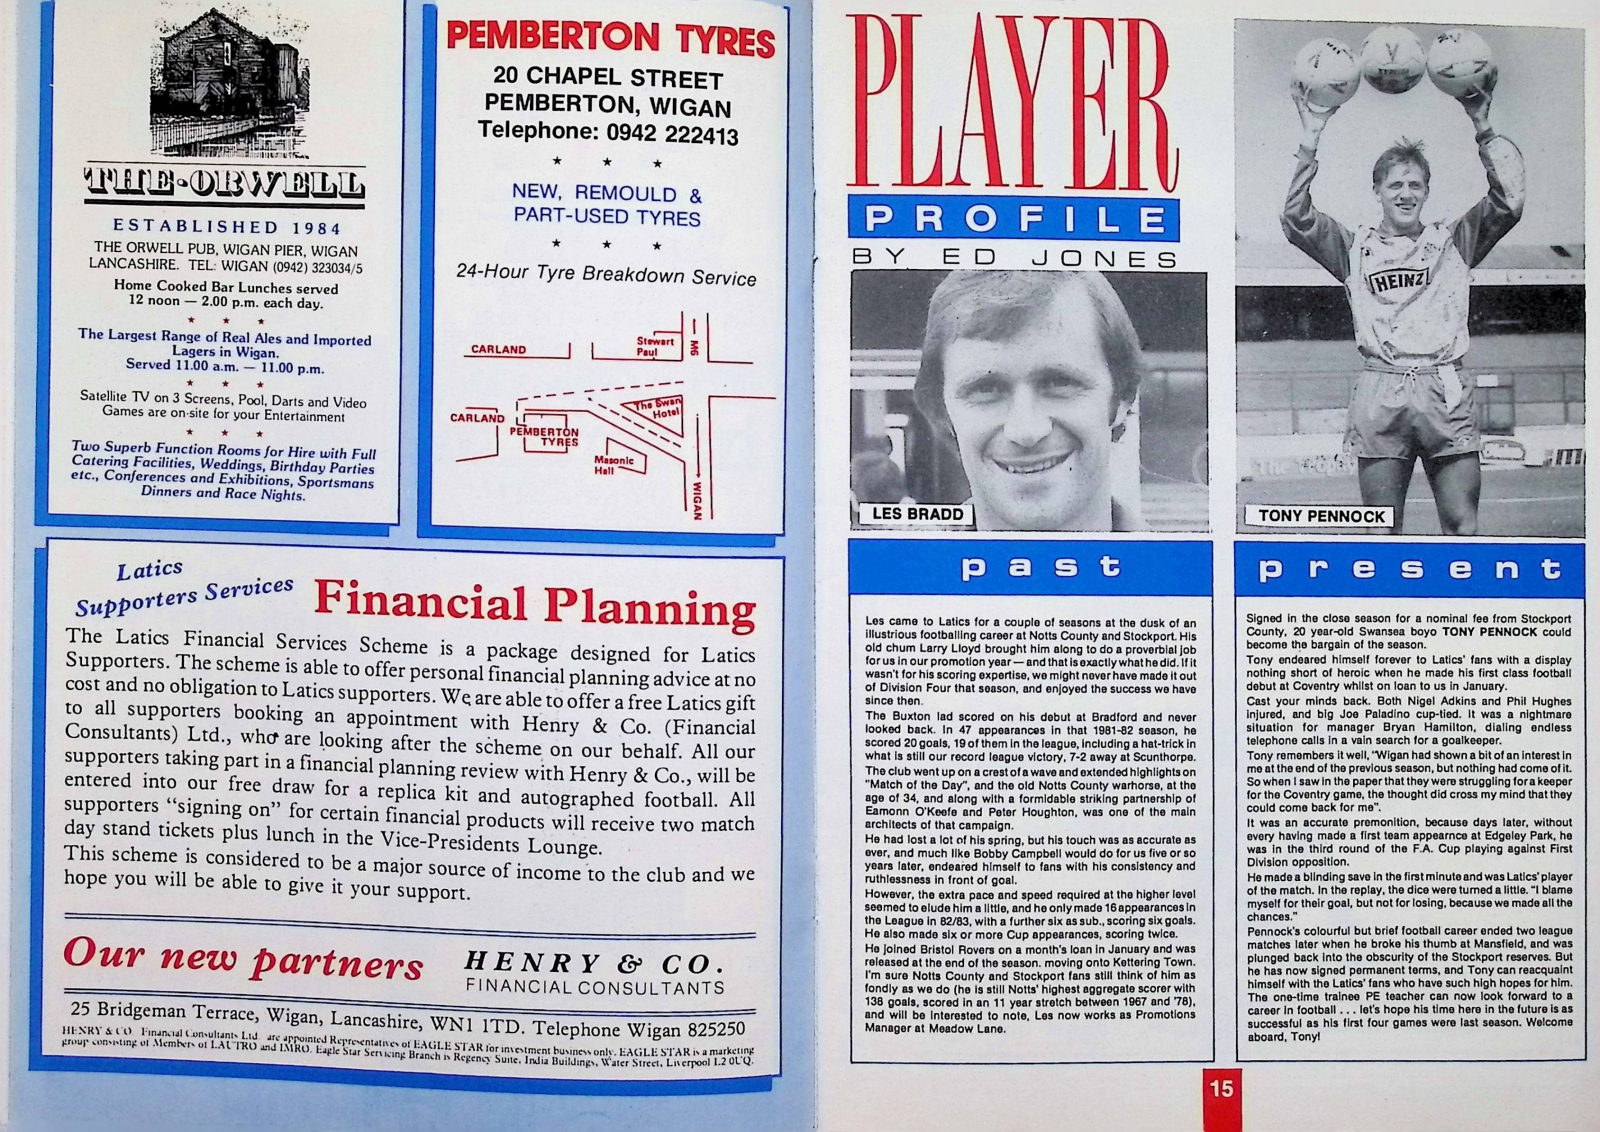 THE·ORWELL
ESTABLISHED 1984
THE ORWELL PUB, WIGAN PIER, WIGAN
LANCASHIRE. TEL: WIGAN (0942) 323034/5
Home Cooked Bar Lunches served
12 noon — 2.00 p.m. each day.
★ ★ ★
The Largest Range of Real Ales and Imported
Lagers in Wigan.
Served 11.00 a.m. — 11.00 p.m.
★ ★ ★
Satellite TV on 3 Screens, Pool, Darts and Video
Games are on-site for your Entertainment
★ ★ ★
Two Superb Function Rooms for Hire with Full
Catering Facilities, Weddings, Birthday Parties
etc., Conferences and Exhibitions, Sportsmans
Dinners and Race Nights.
PEMBERTON TYRES
20 CHAPEL STREET
PEMBERTON, WIGAN
Telephone: 0942 222413
★ ★ ★
NEW, REMOULD &
PART-USED TYRES
★ ★ ★
24-Hour Tyre Breakdown Service
CARLAND
Stewart
Paul
M6
The Swan
Hotel
CARLAND
PEMBERTON
TYRES
Masonic
Hall
WIGAN
Latics
Supporters Services
Financial Planning
The Latics Financial Services Scheme is a package designed for Latics
Supporters. The scheme is able to offer personal financial planning advice at no
cost and no obligation to Latics supporters. We are able to offer a free Latics gift
to all supporters booking an appointment with Henry & Co. (Financial
Consultants) Ltd., who are looking after the scheme on our behalf. All our
supporters taking part in a financial planning review with Henry & Co., will be
entered into our free draw for a replica kit and autographed football. All
supporters “signing on” for certain financial products will receive two match
day stand tickets plus lunch in the Vice-Presidents Lounge.
This scheme is considered to be a major source of income to the club and we
hope you will be able to give it your support.
Our new partners
HENRY & CO.
FINANCIAL CONSULTANTS
25 Bridgeman Terrace, Wigan, Lancashire, WN1 1TD. Telephone Wigan 825250
HENRY & CO. Financial Consultants Ltd. are appointed Representatives of EAGLE STAR for investment business only. EAGLE STAR is a marketing
group consisting of Members of LAUTRO and IMRO. Eagle Star Servicing Branch is Regency Suite, India Buildings, Water Street, Liverpool L2 0UQ.
PLAYER
PROFILE
BY ED JONES
LES BRADD
past
Les came to Latics for a couple of seasons at the dusk of an
illustrious footballing career at Notts County and Stockport. His
old chum Larry Lloyd brought him along to do a proverbial job
for us in our promotion year — and that is exactly what he did. If it
wasn't for his scoring expertise, we might never have made it out
of Division Four that season, and enjoyed the success we have
since then.
The Buxton lad scored on his debut at Bradford and never
looked back. In 47 appearances in that 1981-82 season, he
scored 20 goals, 19 of them in the league, including a hat-trick in
what is still our record league victory, 7-2 away at Scunthorpe.
The club went up on a crest of a wave and extended highlights on
“Match of the Day”, and the old Notts County warhorse, at the
age of 34, and along with a formidable striking partnership of
Eamonn O'Keefe and Peter Houghton, was one of the main
architects of that campaign.
He had lost a lot of his spring, but his touch was as accurate as
ever, and much like Bobby Campbell would do for us five or so
years later, endeared himself to fans with his consistency and
ruthlessness in front of goal.
However, the extra pace and speed required at the higher level
seemed to elude him a little, and he only made 16 appearances in
the League in 82/83, with a further six as sub., scoring six goals.
He also made six or more Cup appearances, scoring twice.
He joined Bristol Rovers on a month's loan in January and was
released at the end of the season. moving onto Kettering Town.
I'm sure Notts County and Stockport fans still think of him as
fondly as we do (he is still Notts' highest aggregate scorer with
138 goals, scored in an 11 year stretch between 1967 and '78),
and will be interested to note, Les now works as Promotions
Manager at Meadow Lane.
HEINZ
TONY PENNOCK
present
Signed in the close season for a nominal fee from Stockport
County, 20 year-old Swansea boyo TONY PENNOCK could
become the bargain of the season.
Tony endeared himself forever to Latics' fans with a display
nothing short of heroic when he made his first class football
debut at Coventry whilst on loan to us in January.
Cast your minds back. Both Nigel Adkins and Phil Hughes
injured, and big Joe Paladino cup-tied. It was a nightmare
situation for manager Bryan Hamilton, dialing endless
telephone calls in a vain search for a goalkeeper.
Tony remembers it well, “Wigan had shown a bit of an interest in
me at the end of the previous season, but nothing had come of it.
So when I saw in the paper that they were struggling for a keeper
for the Coventry game, the thought did cross my mind that they
could come back for me”.
It was an accurate premonition, because days later, without
every having made a first team appearnce at Edgeley Park, he
was in the third round of the F.A. Cup playing against First
Division opposition.
He made a blinding save in the first minute and was Latics' player
of the match. In the replay, the dice were turned a little. “I blame
myself for their goal, but not for losing, because we made all the
chances.”
Pennock's colourful but brief football career ended two league
matches later when he broke his thumb at Mansfield, and was
plunged back into the obscurity of the Stockport reserves. But
he has now signed permanent terms, and Tony can reacquaint
himself with the Latics' fans who have such high hopes for him.
The one-time trainee PE teacher can now look forward to a
career in football . . . let's hope his time here in the future is as
successful as his first four games were last season. Welcome
aboard, Tony!
15